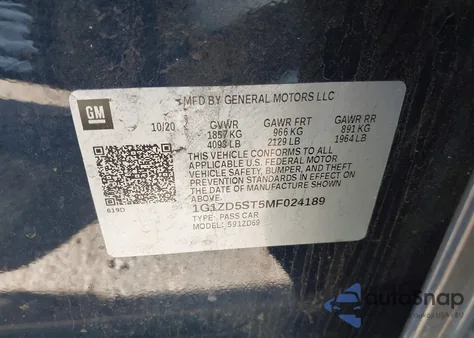 MFD BY GENERAL MOTORS LLC
GM
10/20 GVWR GAWR FRT GAWR RR
1857 KG 966 KG 891 KG
4093 LB 2129 LB 1964 LB
THIS VEHICLE CONFORMS TO ALL
APPLICABLE U.S. FEDERAL MOTOR
VEHICLE SAFETY, BUMPER, AND THEFT
PREVENTION STANDARDS IN EFFECT ON
THE DATE OF MANUFACTURE SHOWN
ABOVE.
619D
1G1ZD5ST5MF024189
TYPE: PASS CAR
MODEL: 591ZD69
autoSnap